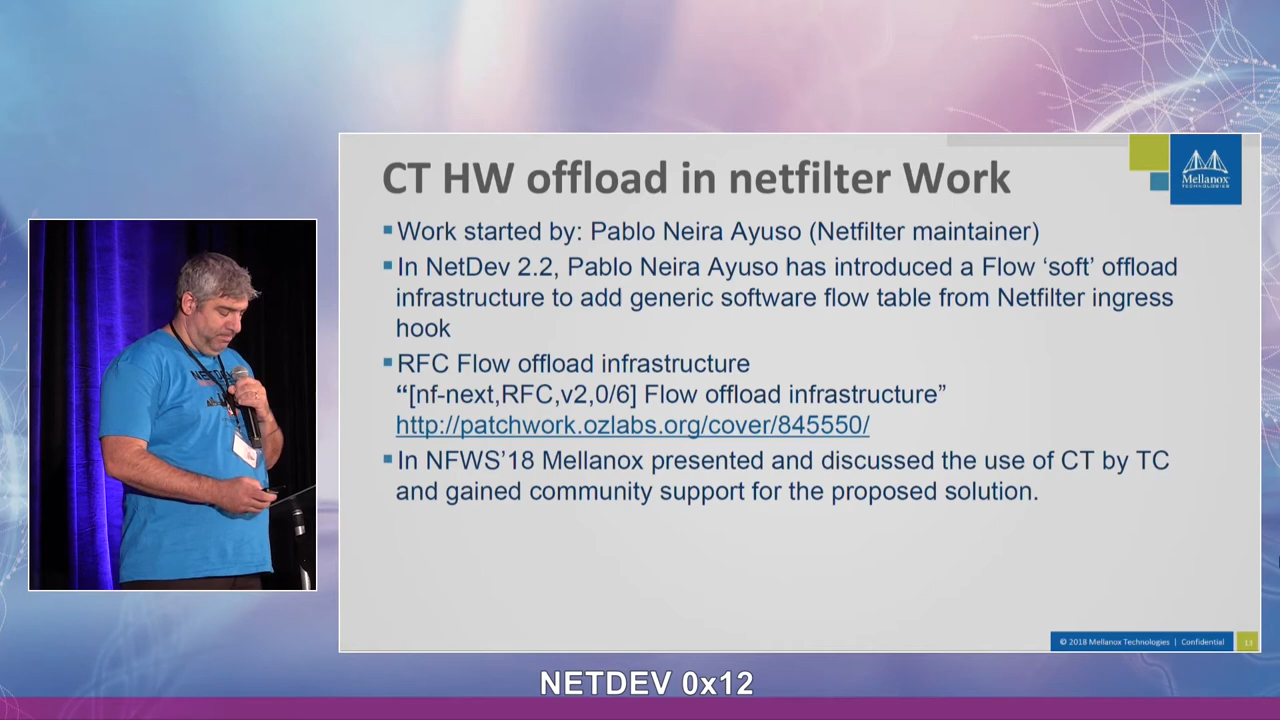 CT HW offload in netfilter Work
Mellanox
TECHNOLOGIES
Work started by: Pablo Neira Ayuso (Netfilter maintainer)
In NetDev 2.2, Pablo Neira Ayuso has introduced a Flow ‘soft’ offload
infrastructure to add generic software flow table from Netfilter ingress
hook
RFC Flow offload infrastructure
“[nf-next,RFC,v2,0/6] Flow offload infrastructure”
http://patchwork.ozlabs.org/cover/845550/
In NFWS’18 Mellanox presented and discussed the use of CT by TC
and gained community support for the proposed solution.
© 2018 Mellanox Technologies | Confidential
13
NETDEV 0x12